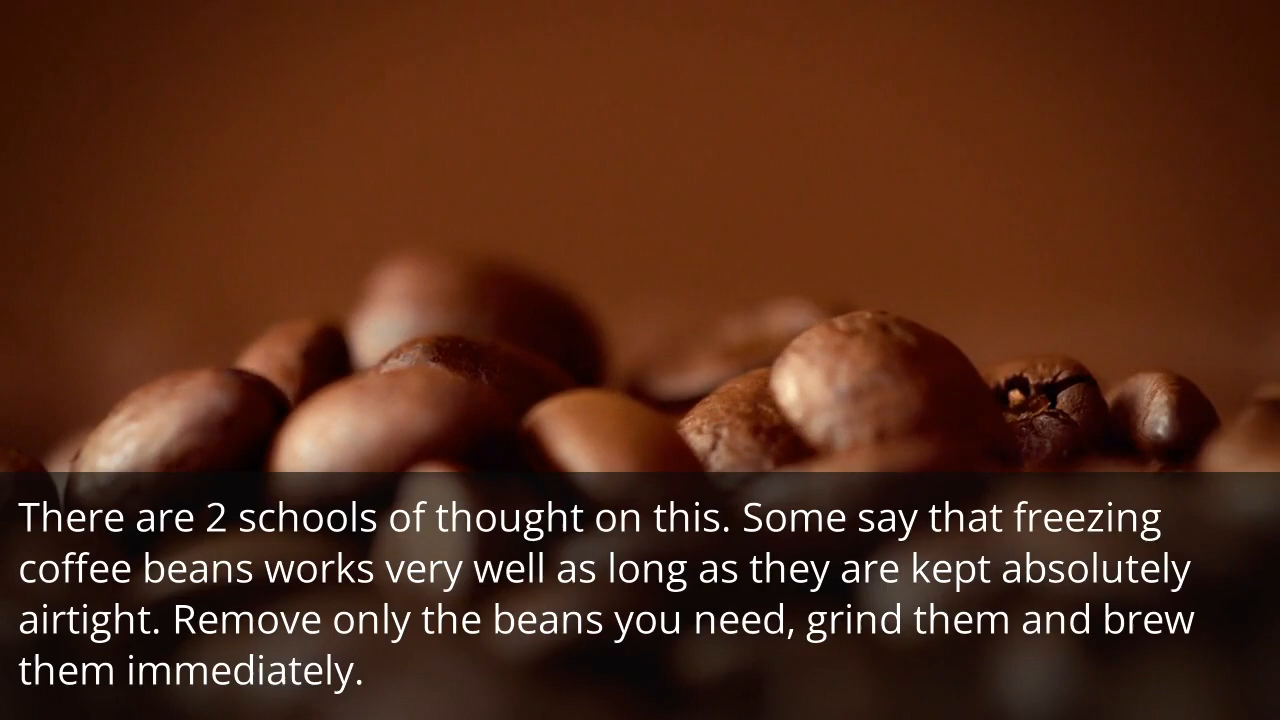 There are 2 schools of thought on this. Some say that freezing
coffee beans works very well as long as they are kept absolutely
airtight. Remove only the beans you need, grind them and brew
them immediately.